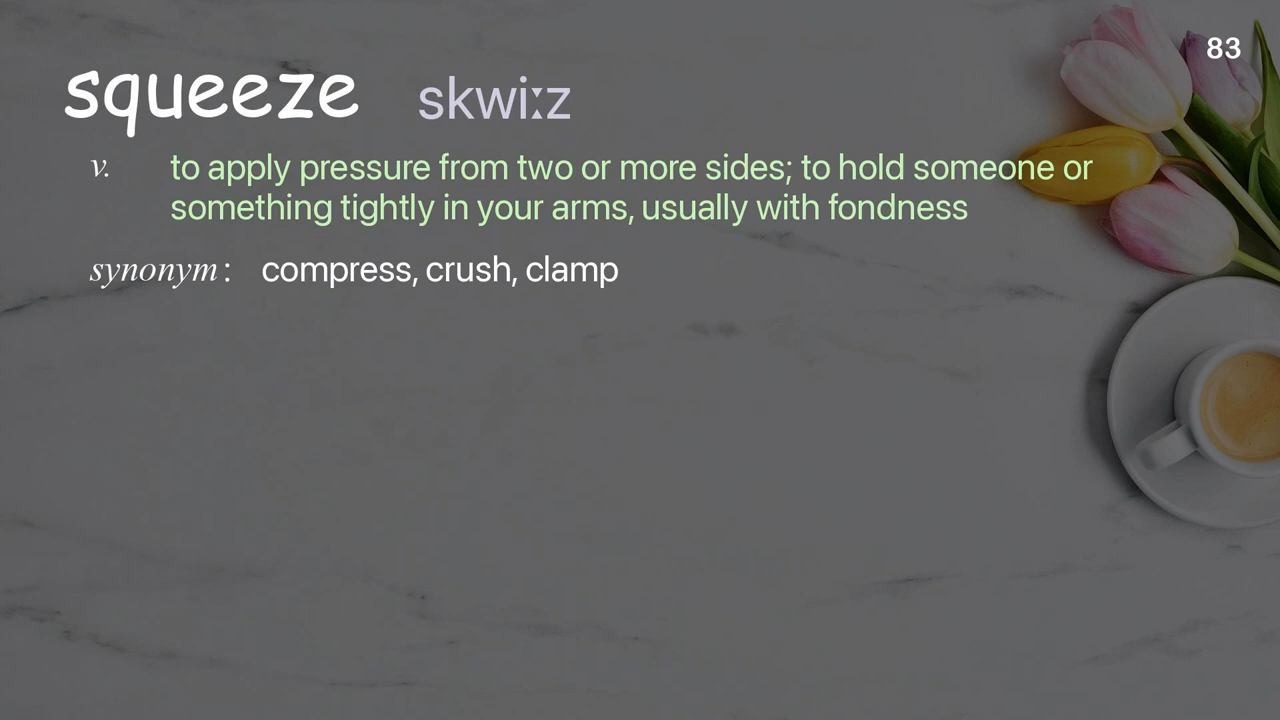 83
squeeze skwiːz
v. to apply pressure from two or more sides; to hold someone or
something tightly in your arms, usually with fondness
synonym: compress, crush, clamp